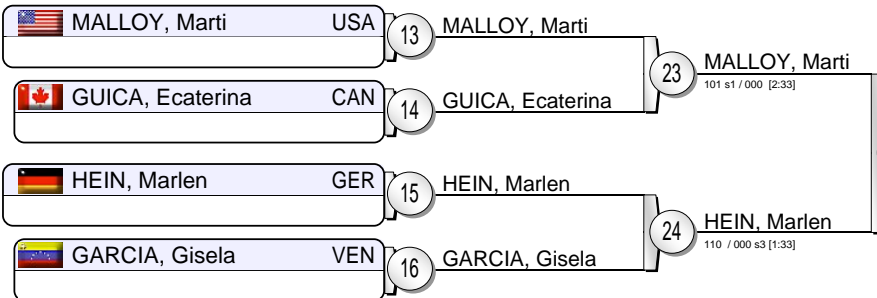 MALLOY, Marti USA 13 MALLOY, Marti
23 MALLOY, Marti
101 s1 / 000 [2:33]
GUICA, Ecaterina CAN 14 GUICA, Ecaterina
HEIN, Marlen GER 15 HEIN, Marlen
24 HEIN, Marlen
110 / 000 s3 [1:33]
GARCIA, Gisela VEN 16 GARCIA, Gisela